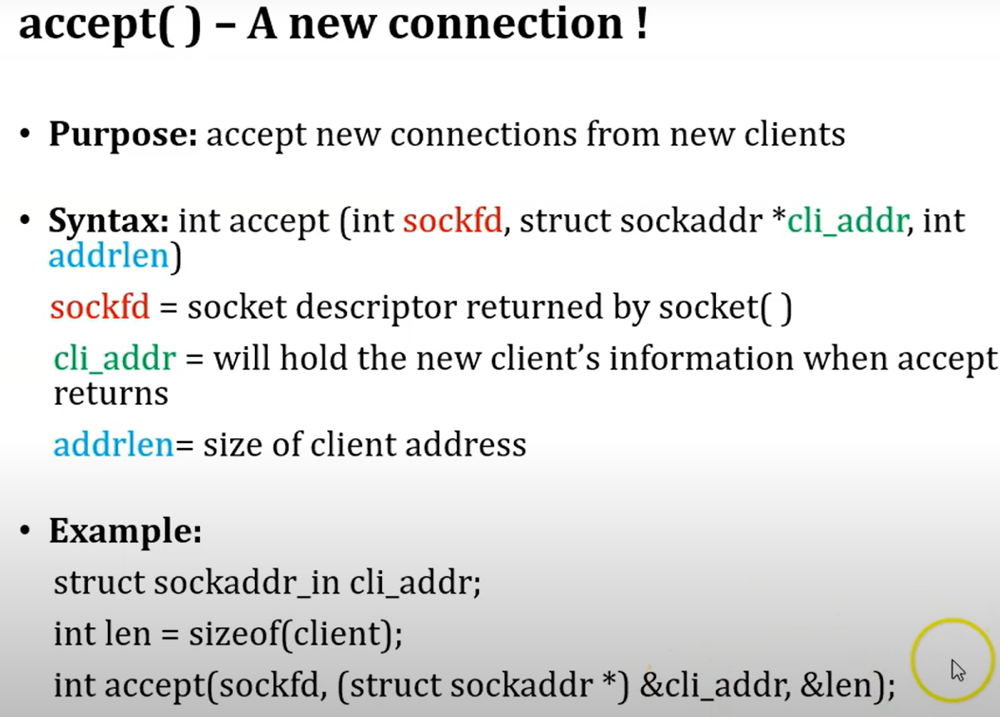 accept( ) – A new connection !
• Purpose: accept new connections from new clients
• Syntax: int accept (int sockfd, struct sockaddr *cli_addr, int
addrlen)
sockfd = socket descriptor returned by socket( )
cli_addr = will hold the new client’s information when accept
returns
addrlen= size of client address
• Example:
struct sockaddr_in cli_addr;
int len = sizeof(client);
int accept(sockfd, (struct sockaddr *) &cli_addr, &len);